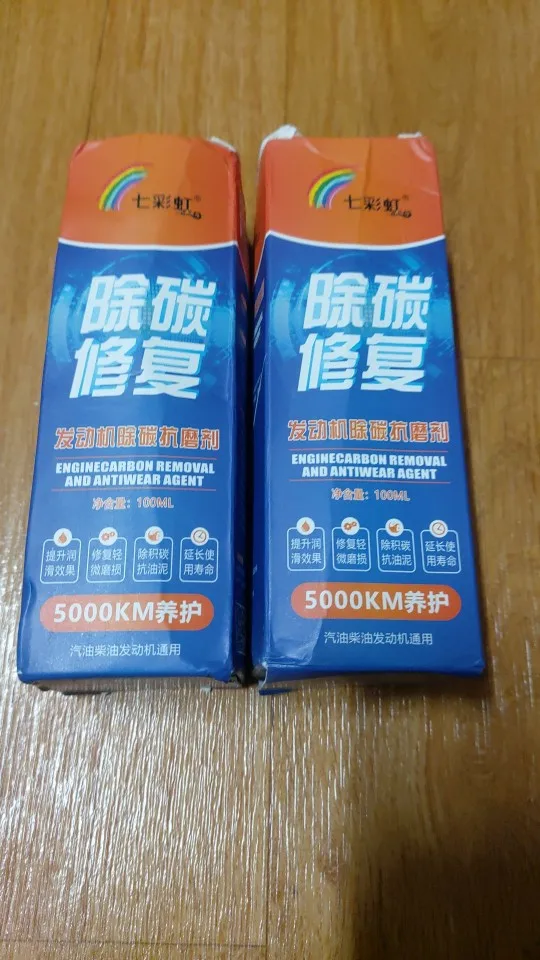 七彩虹®
除碳
修复
发动机除碳抗磨剂
ENGINECARBON REMOVAL
AND ANTIWEAR AGENT
净含量：100ML
提升润
滑效果
修复轻
微磨损
除积碳
抗油泥
延长使
用寿命
5000KM养护
汽油柴油发动机通用
七彩虹®
除碳
修复
发动机除碳抗磨剂
ENGINECARBON REMOVAL
AND ANTIWEAR AGENT
净含量：100ML
提升润
滑效果
修复轻
微磨损
除积碳
抗油泥
延长使
用寿命
5000KM养护
汽油柴油发动机通用